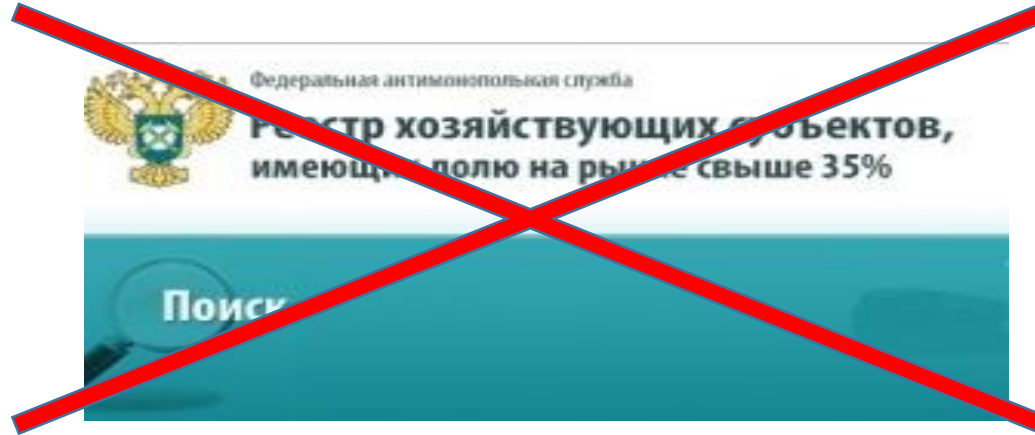 Федеральная антимонопольная служба
Реестр хозяйствующих субъектов,
имеющих долю на рынке свыше 35%
Поиск